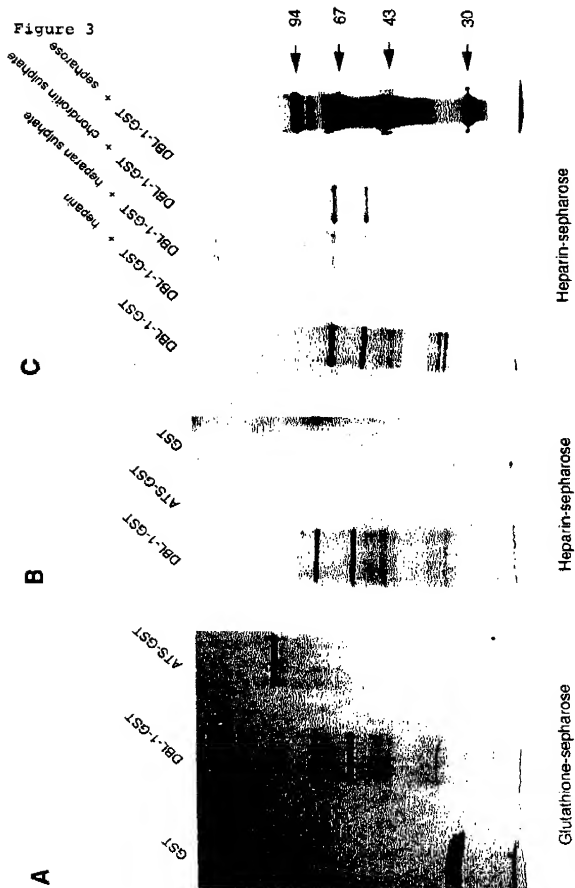 Figure 3
A
GST
DBL-1-GST
ATS-GST
Glutathione-sepharose
B
DBL-1-GST
ATS-GST
GST
Heparin-sepharose
C
DBL-1-GST
DBL-1-GST + heparin
DBL-1-GST + heparan sulphate
DBL-1-GST + chondroitin sulphate
DBL-1-GST + sepharose
94
67
43
30
Heparin-sepharose